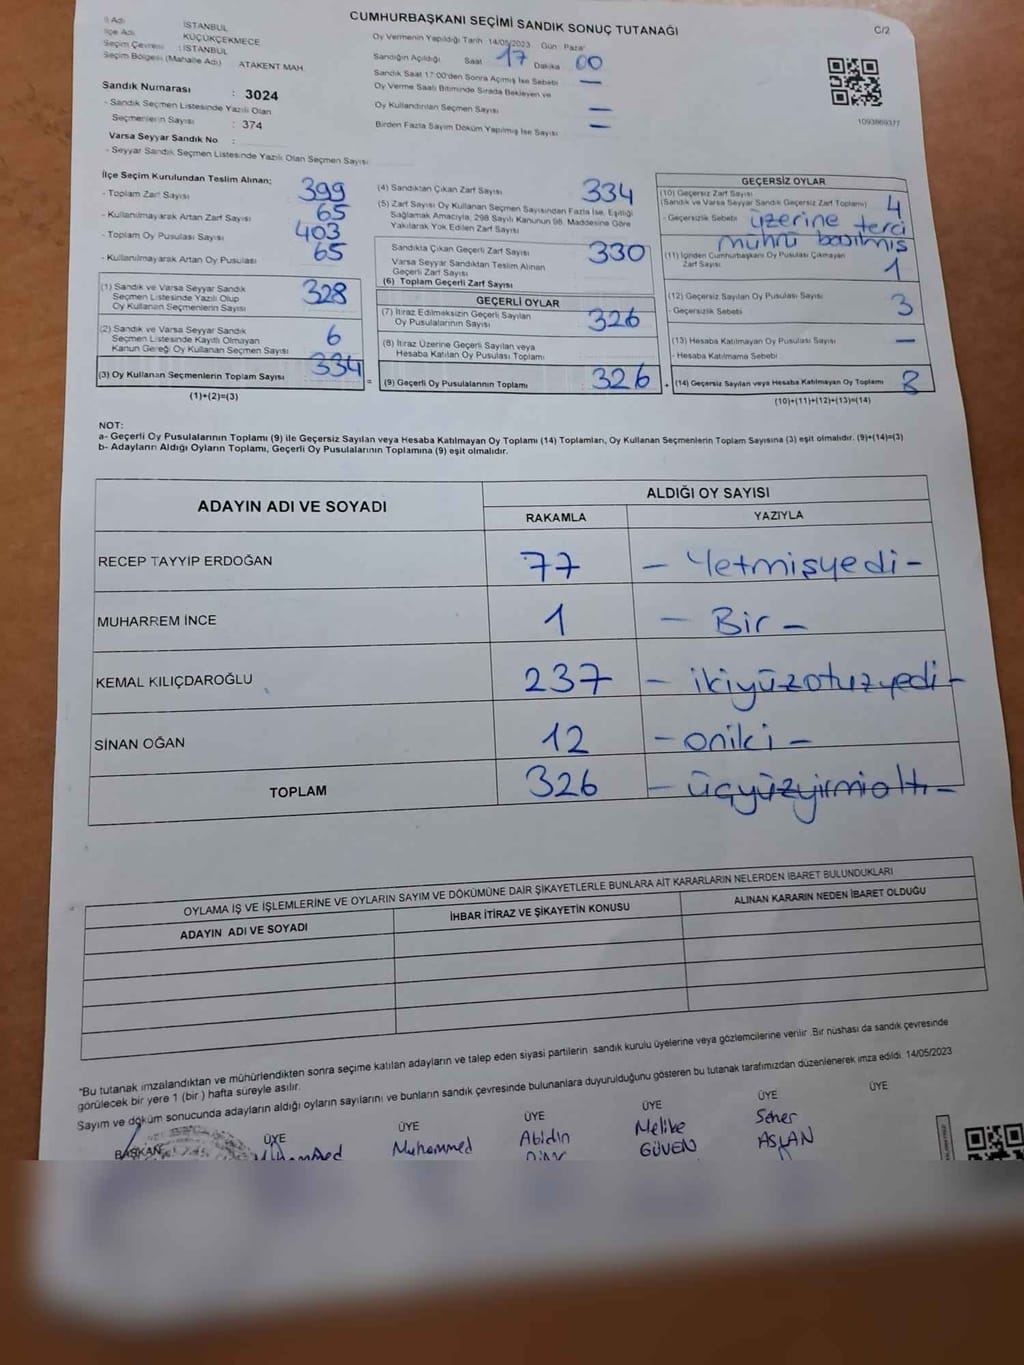 CUMHURBAŞKANI SEÇİMİ SANDIK SONUÇ TUTANAĞI
C/2
İli Adı : İSTANBUL
İlçe Adı : KÜÇÜKÇEKMECE
Seçim Çevresi : İSTANBUL
Seçim Bölgesi (Mahalle Adı) ATAKENT MAH.
Sandık Numarası : 3024
- Sandık Seçmen Listesinde Yazılı Olan
Seçmenlerin Sayısı : 374
Varsa Seyyar Sandık No :
- Seyyar Sandık Seçmen Listesinde Yazılı Olan Seçmen Sayısı
Oy Vermenin Yapıldığı Tarih 14/05/2023 Gün : Pazar
Sandığın Açıldığı Saat 17 Dakika 00
Sandık Saat 17:00'den Sonra Açmış İse Sebebi —
Oy Verme Saati Bitiminde Sırada Bekleyen ve
Oy Kullandırılan Seçmen Sayısı —
Birden Fazla Sayım Döküm Yapılmış İse Sayısı —
1093869377
İlçe Seçim Kurulundan Teslim Alınan;
- Toplam Zarf Sayısı 399
- Kullanılmayarak Artan Zarf Sayısı 65
- Toplam Oy Pusulası Sayısı 403
- Kullanılmayarak Artan Oy Pusulası 65
(1) Sandık ve Varsa Seyyar Sandık
Seçmen Listesinde Yazılı Olup
Oy Kullanan Seçmenlerin Sayısı 328
(2) Sandık ve Varsa Seyyar Sandık
Seçmen Listesinde Kayıtlı Olmayan
Kanun Gereği Oy Kullanan Seçmen Sayısı 6
(3) Oy Kullanan Seçmenlerin Toplam Sayısı 334
(1)+(2)=(3)
=
(4) Sandıktan Çıkan Zarf Sayısı 334
(5) Zarf Sayısı Oy Kullanan Seçmen Sayısından Fazla İse, Eşitliği
Sağlamak Amacıyla, 298 Sayılı Kanunun 98. Maddesine Göre
Yakılarak Yok Edilen Zarf Sayısı
Sandıkta Çıkan Geçerli Zarf Sayısı 330
Varsa Seyyar Sandıktan Teslim Alınan
Geçerli Zarf Sayısı
(6) Toplam Geçerli Zarf Sayısı
GEÇERLİ OYLAR
(7) İtiraz Edilmeksizin Geçerli Sayılan
Oy Pusulalarının Sayısı 326
(8) İtiraz Üzerine Geçerli Sayılan veya
Hesaba Katılan Oy Pusulası Toplamı
(9) Geçerli Oy Pusulalarının Toplamı 326
+
GEÇERSİZ OYLAR
(10) Geçersiz Zarf Sayısı
(Sandık ve Varsa Seyyar Sandık Geçersiz Zarf Toplamı) 4
- Geçersizlik Sebebi üzerine terci
mührü basılmış
(11) İçinden Cumhurbaşkanı Oy Pusulası Çıkmayan
Zarf Sayısı 1
(12) Geçersiz Sayılan Oy Pusulası Sayısı 3
- Geçersizlik Sebebi
(13) Hesaba Katılmayan Oy Pusulası Sayısı —
- Hesaba Katılmama Sebebi
(14) Geçersiz Sayılan veya Hesaba Katılmayan Oy Toplamı 8
(10)+(11)+(12)+(13)=(14)
NOT:
a- Geçerli Oy Pusulalarının Toplamı (9) ile Geçersiz Sayılan veya Hesaba Katılmayan Oy Toplamı (14) Toplamları, Oy Kullanan Seçmenlerin Toplam Sayısına (3) eşit olmalıdır. (9)+(14)=(3)
b- Adayların Aldığı Oyların Toplamı, Geçerli Oy Pusulalarının Toplamına (9) eşit olmalıdır.
ADAYIN ADI VE SOYADI
ALDIĞI OY SAYISI
RAKAMLA YAZIYLA
RECEP TAYYİP ERDOĞAN 77 - Yetmişyedi -
MUHARREM İNCE 1 - Bir -
KEMAL KILIÇDAROĞLU 237 - ikiyüzotuzyedi -
SİNAN OĞAN 12 - oniki -
TOPLAM 326 - üçyüzyirmialtı -
OYLAMA İŞ VE İŞLEMLERİNE VE OYLARIN SAYIM VE DÖKÜMÜNE DAİR ŞİKAYETLERLE BUNLARA AİT KARARLARIN NELERDEN İBARET BULUNDUKLARI
ADAYIN ADI VE SOYADI İHBAR İTİRAZ VE ŞİKAYETİN KONUSU ALINAN KARARIN NEDEN İBARET OLDUĞU
"Bu tutanak imzalandıktan ve mühürlendikten sonra seçime katılan adayların ve talep eden siyasi partilerin sandık kurulu üyelerine veya gözlemcilerine verilir. Bir nüshası da sandık çevresinde
görülecek bir yere 1 (bir) hafta süreyle asılır.
Sayım ve döküm sonucunda adayların aldığı oyların sayılarını ve bunların sandık çevresinde bulunanlara duyurulduğunu gösteren bu tutanak tarafımızdan düzenlenerek imza edildi. 14/05/2023
BAŞKAN ÜYE ÜYE ÜYE ÜYE ÜYE ÜYE
Muhammed Abidin Melike Seher
GÜVEN ASLAN